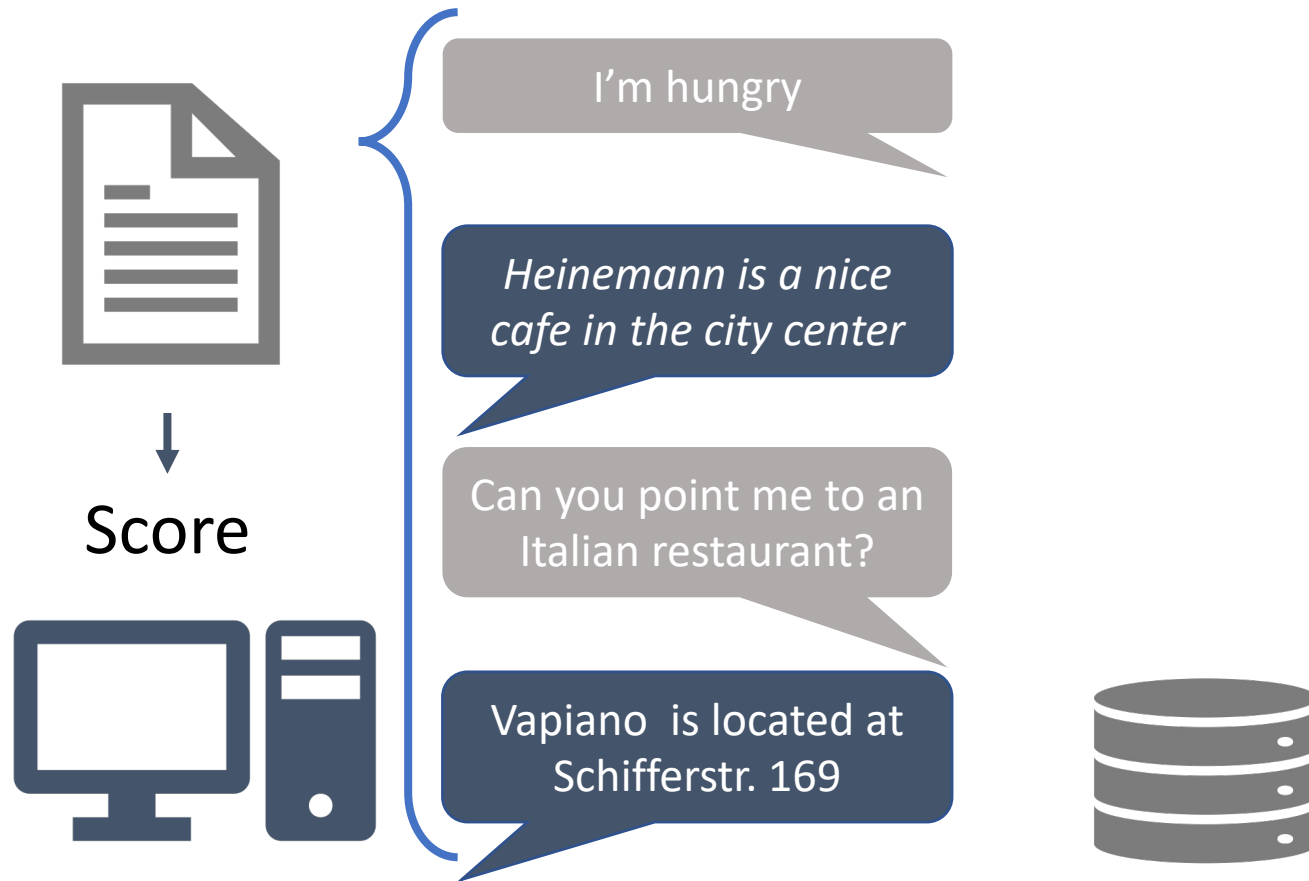 I’m hungry
Heinemann is a nice
cafe in the city center
Score
Can you point me to an
Italian restaurant?
Vapiano  is located at
Schifferstr. 169